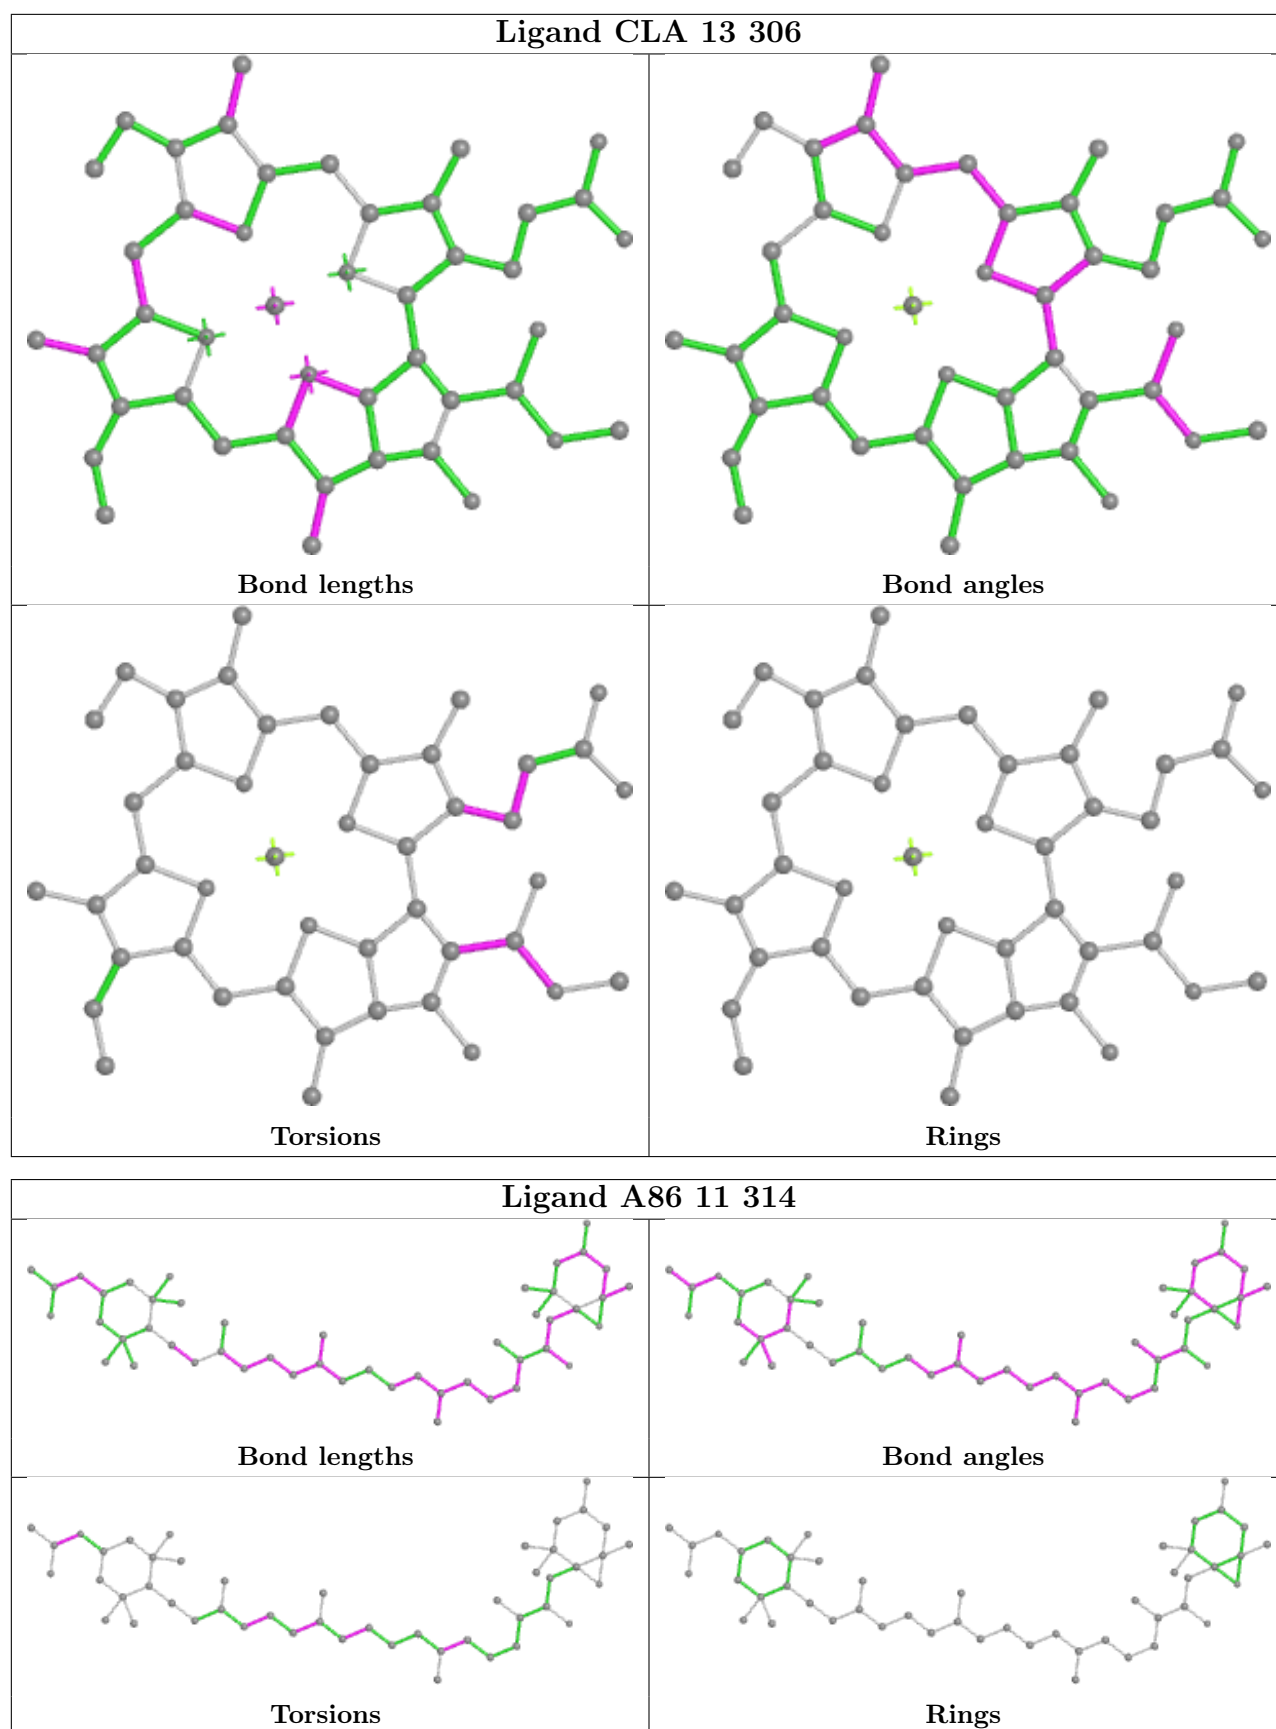 Ligand CLA 13 306
Bond lengths
Bond angles
Torsions
Rings
Ligand A86 11 314
Bond lengths
Bond angles
Torsions
Rings